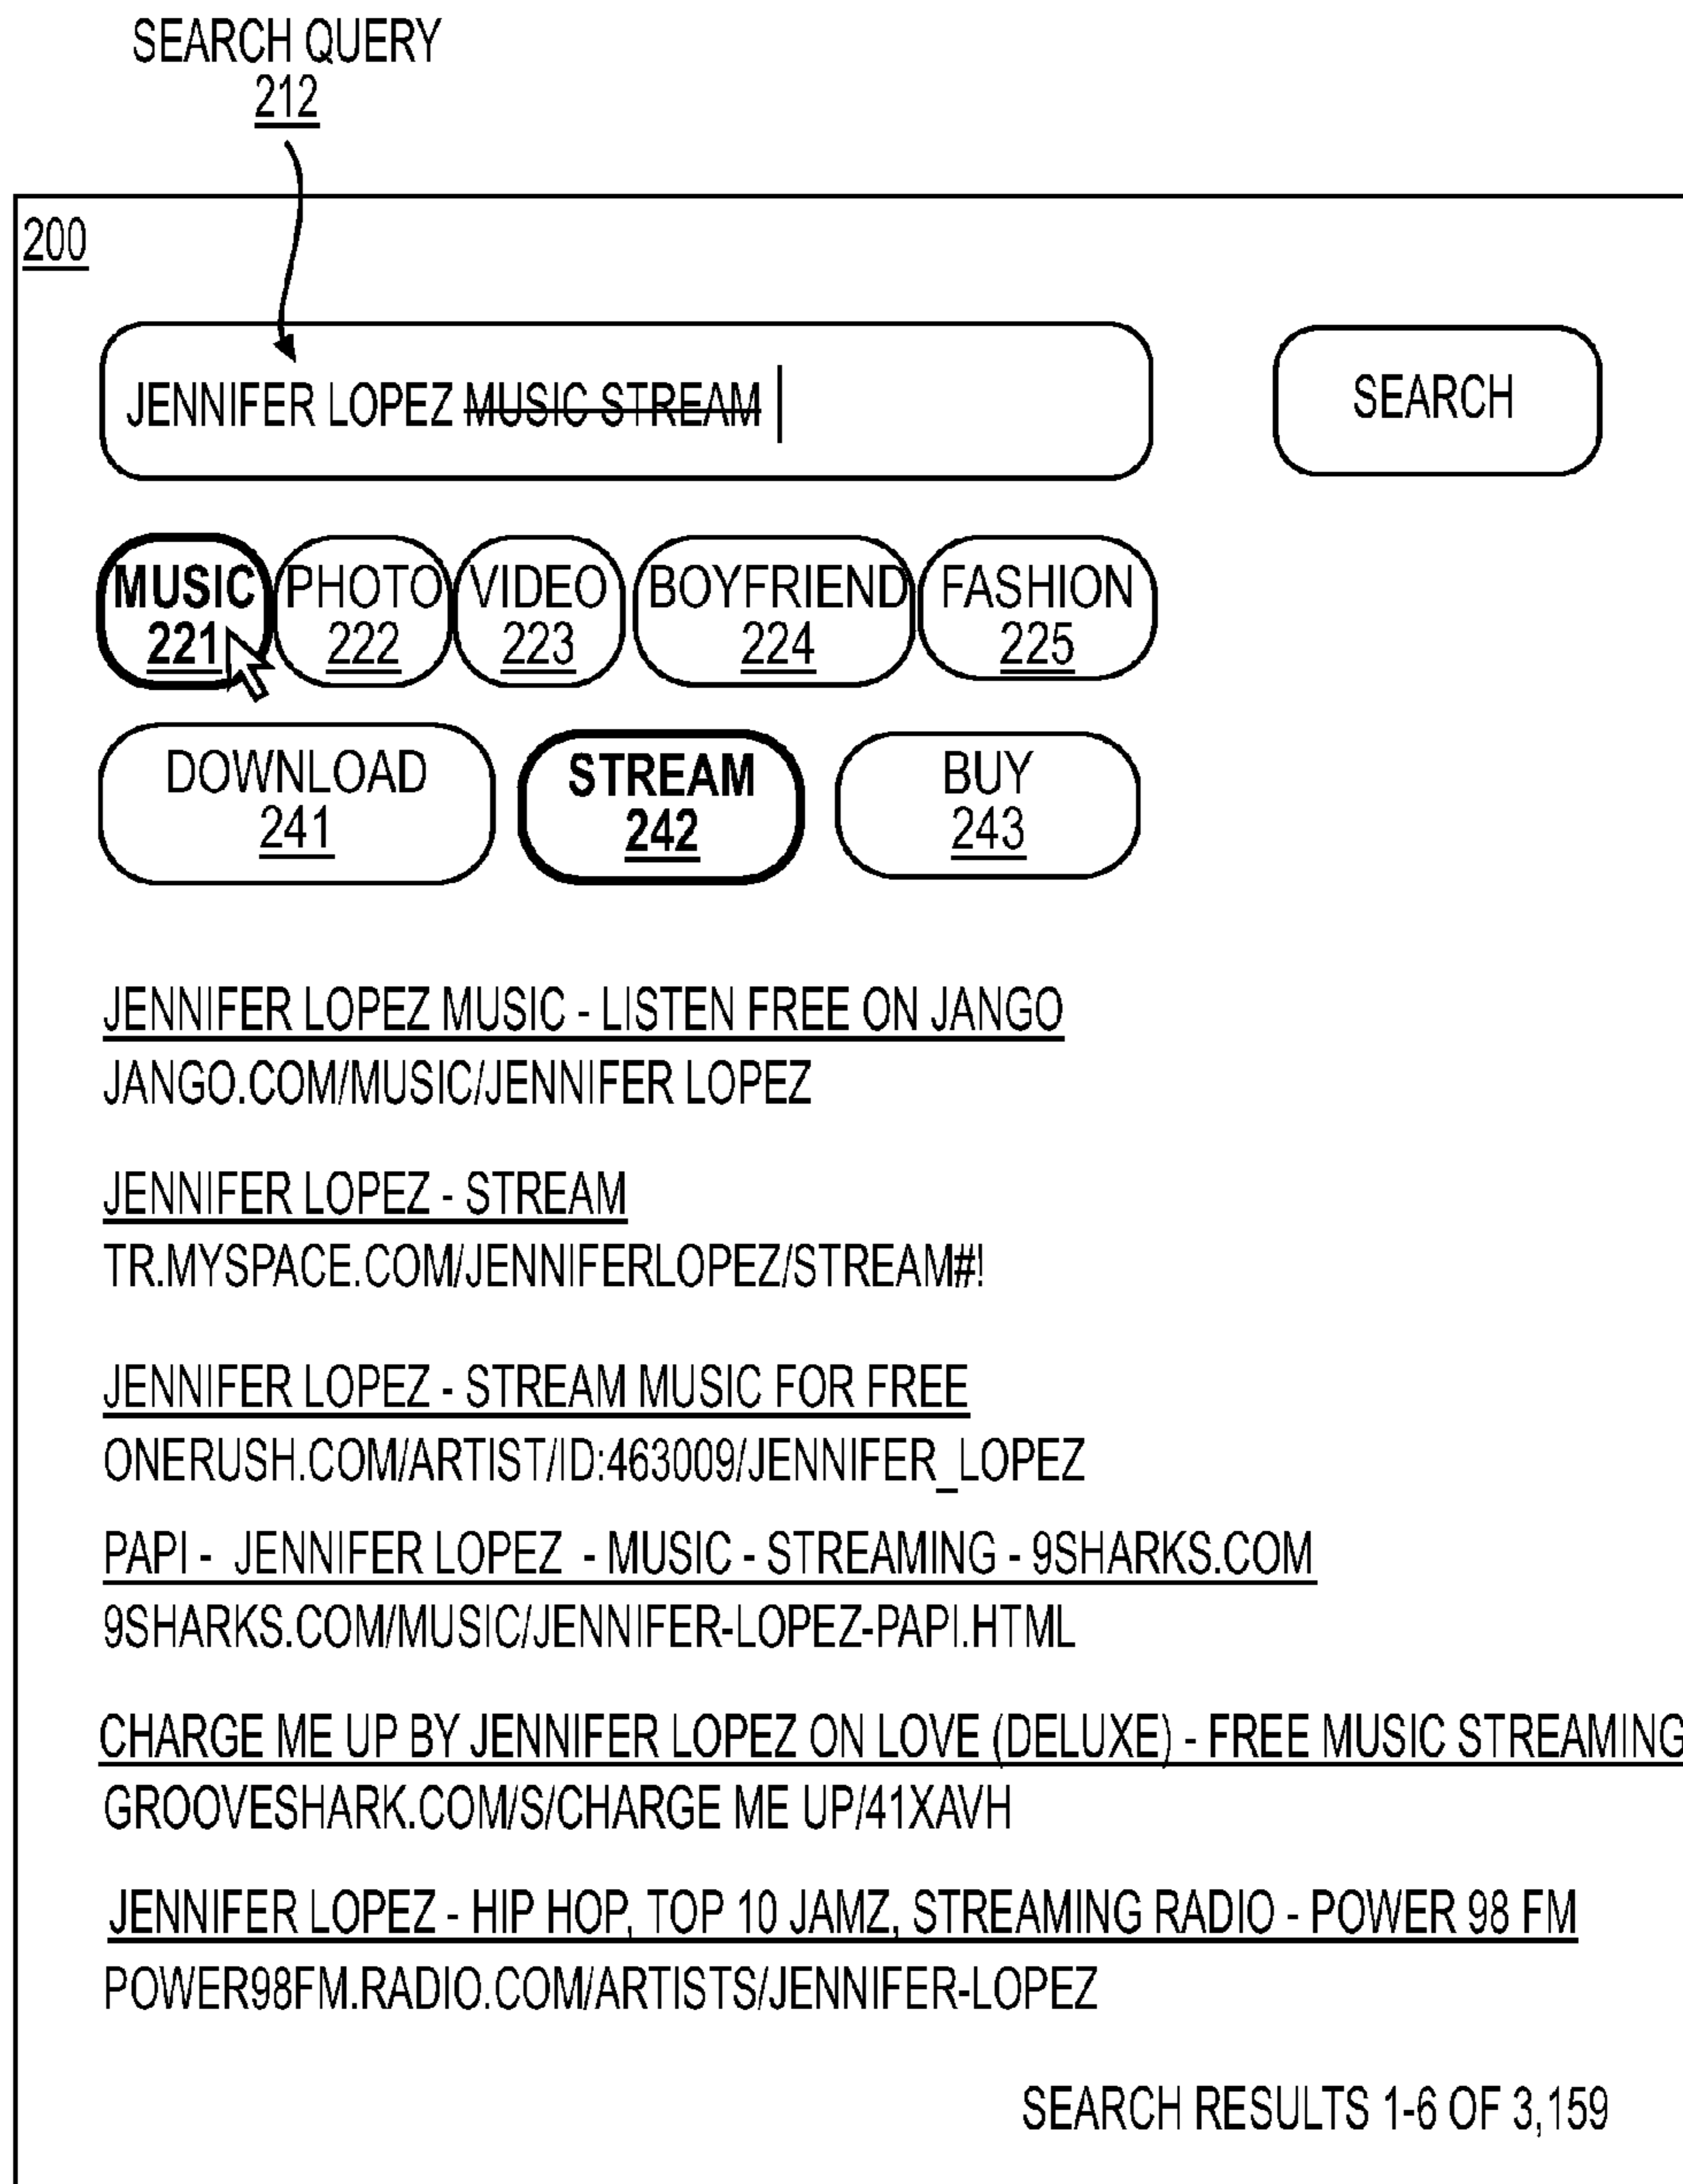 SEARCH QUERY
212
200
JENNIFER LOPEZ MUSIC STREAM
SEARCH
MUSIC PHOTO VIDEO BOYFRIEND FASHION
221 222 223 224 225
DOWNLOAD STREAM BUY
241 242 243
JENNIFER LOPEZ MUSIC - LISTEN FREE ON JANGO
JANGO.COM/MUSIC/JENNIFER LOPEZ
JENNIFER LOPEZ - STREAM
TR.MYSPACE.COM/JENNIFERLOPEZ/STREAM#!
JENNIFER LOPEZ - STREAM MUSIC FOR FREE
ONERUSH.COM/ARTIST/ID:463009/JENNIFER_LOPEZ
PAPI - JENNIFER LOPEZ - MUSIC - STREAMING - 9SHARKS.COM
9SHARKS.COM/MUSIC/JENNIFER-LOPEZ-PAPI.HTML
CHARGE ME UP BY JENNIFER LOPEZ ON LOVE (DELUXE) - FREE MUSIC STREAMING
GROOVESHARK.COM/S/CHARGE ME UP/41XAVH
JENNIFER LOPEZ - HIP HOP, TOP 10 JAMZ, STREAMING RADIO - POWER 98 FM
POWER98FM.RADIO.COM/ARTISTS/JENNIFER-LOPEZ
SEARCH RESULTS 1-6 OF 3,159